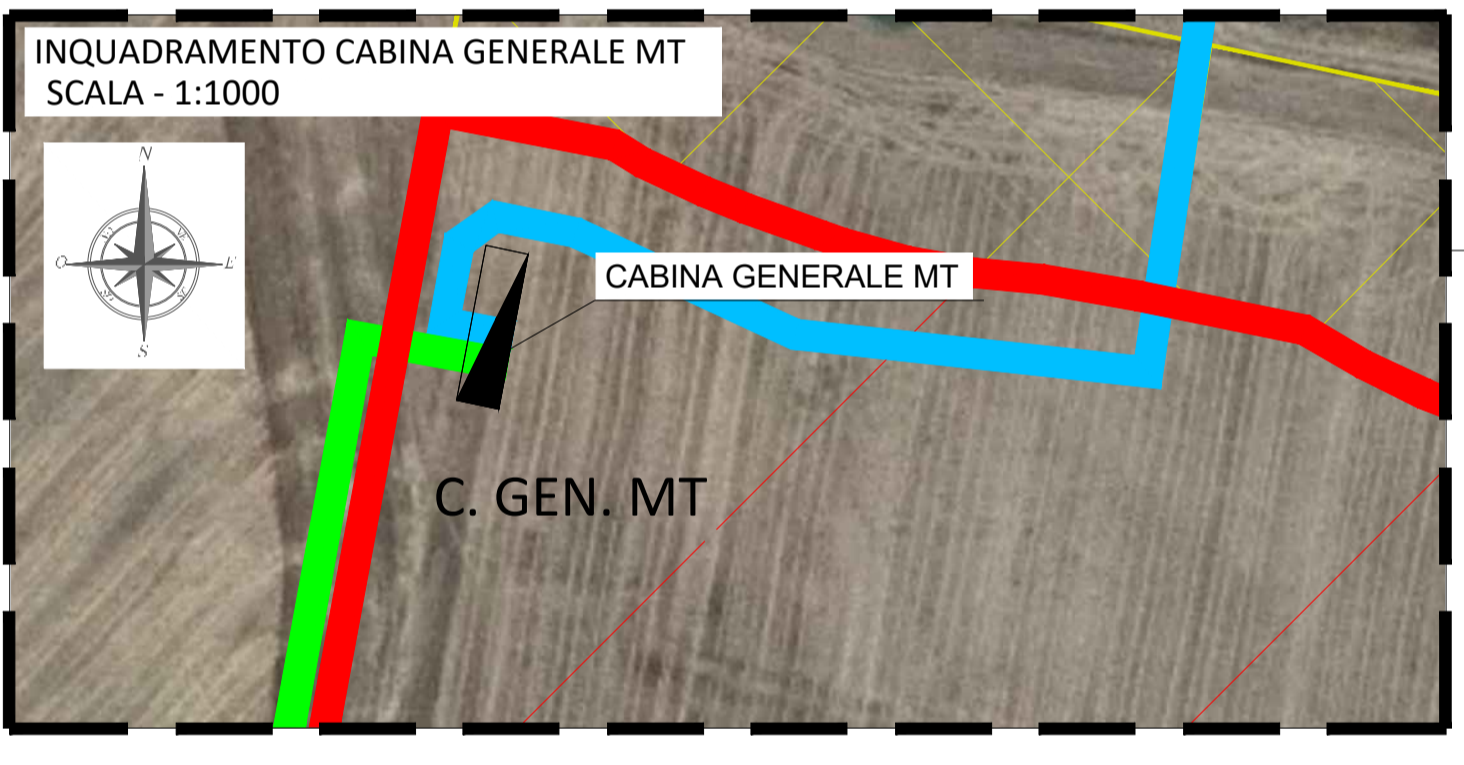 INQUADRAMENTO CABINA GENERALE MT
SCALA - 1:1000
N
O
E
S
CABINA GENERALE MT
C. GEN. MT